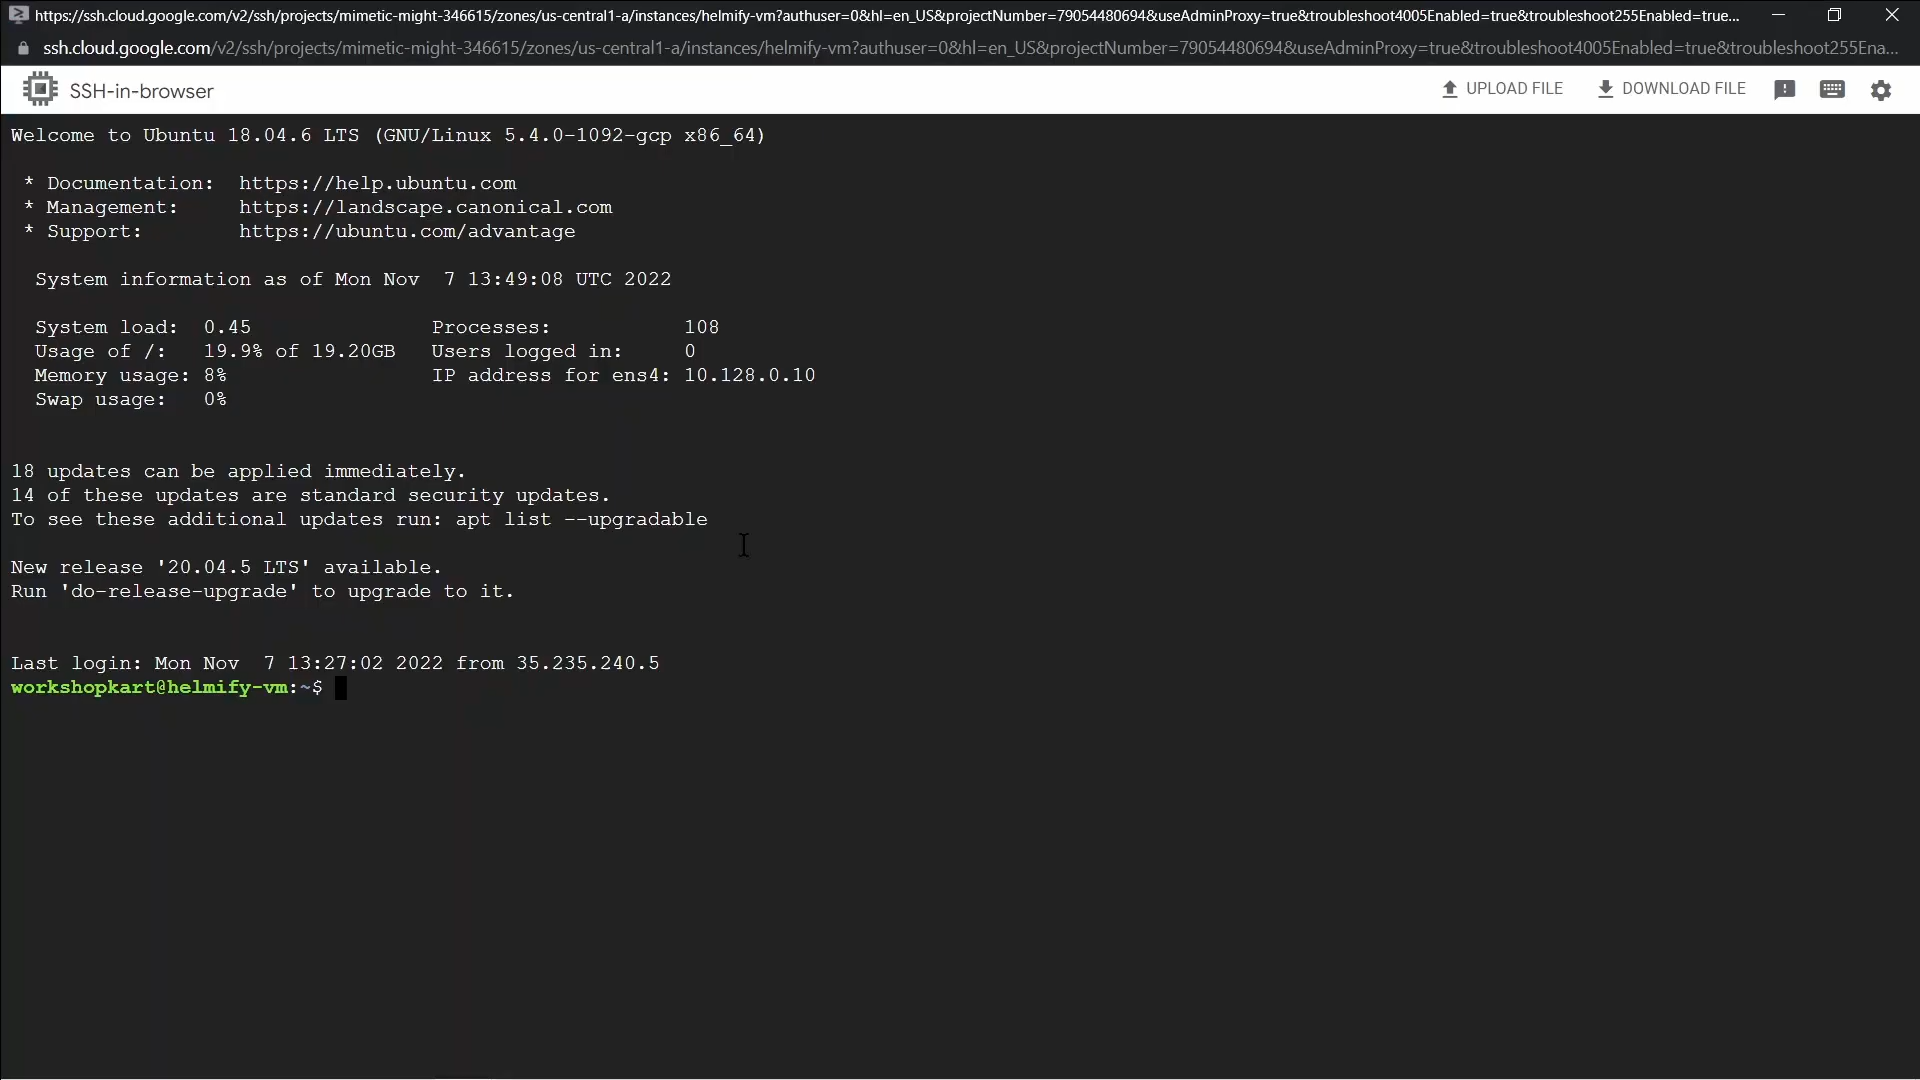 https://ssh.cloud.google.com/v2/ssh/projects/mimetic-might-346615/zones/us-central1-a/instances/helmify-vm?authuser=0&hl=en_US&projectNumber=79054480694&useAdminProxy=true&troubleshoot4005Enabled=true&troubleshoot255Enabled=true...
ssh.cloud.google.com/v2/ssh/projects/mimetic-might-346615/zones/us-central1-a/instances/helmify-vm?authuser=0&hl=en_US&projectNumber=79054480694&useAdminProxy=true&troubleshoot4005Enabled=true&troubleshoot255Ena...
SSH-in-browser UPLOAD FILE DOWNLOAD FILE
Welcome to Ubuntu 18.04.6 LTS (GNU/Linux 5.4.0-1092-gcp x86_64)
* Documentation: https://help.ubuntu.com
* Management: https://landscape.canonical.com
* Support: https://ubuntu.com/advantage
System information as of Mon Nov 7 13:49:08 UTC 2022
System load: 0.45 Processes: 108
Usage of /: 19.9% of 19.20GB Users logged in: 0
Memory usage: 8% IP address for ens4: 10.128.0.10
Swap usage: 0%
18 updates can be applied immediately.
14 of these updates are standard security updates.
To see these additional updates run: apt list --upgradable
New release '20.04.5 LTS' available.
Run 'do-release-upgrade' to upgrade to it.
Last login: Mon Nov 7 13:27:02 2022 from 35.235.240.5
workshopkart@helmify-vm:~$